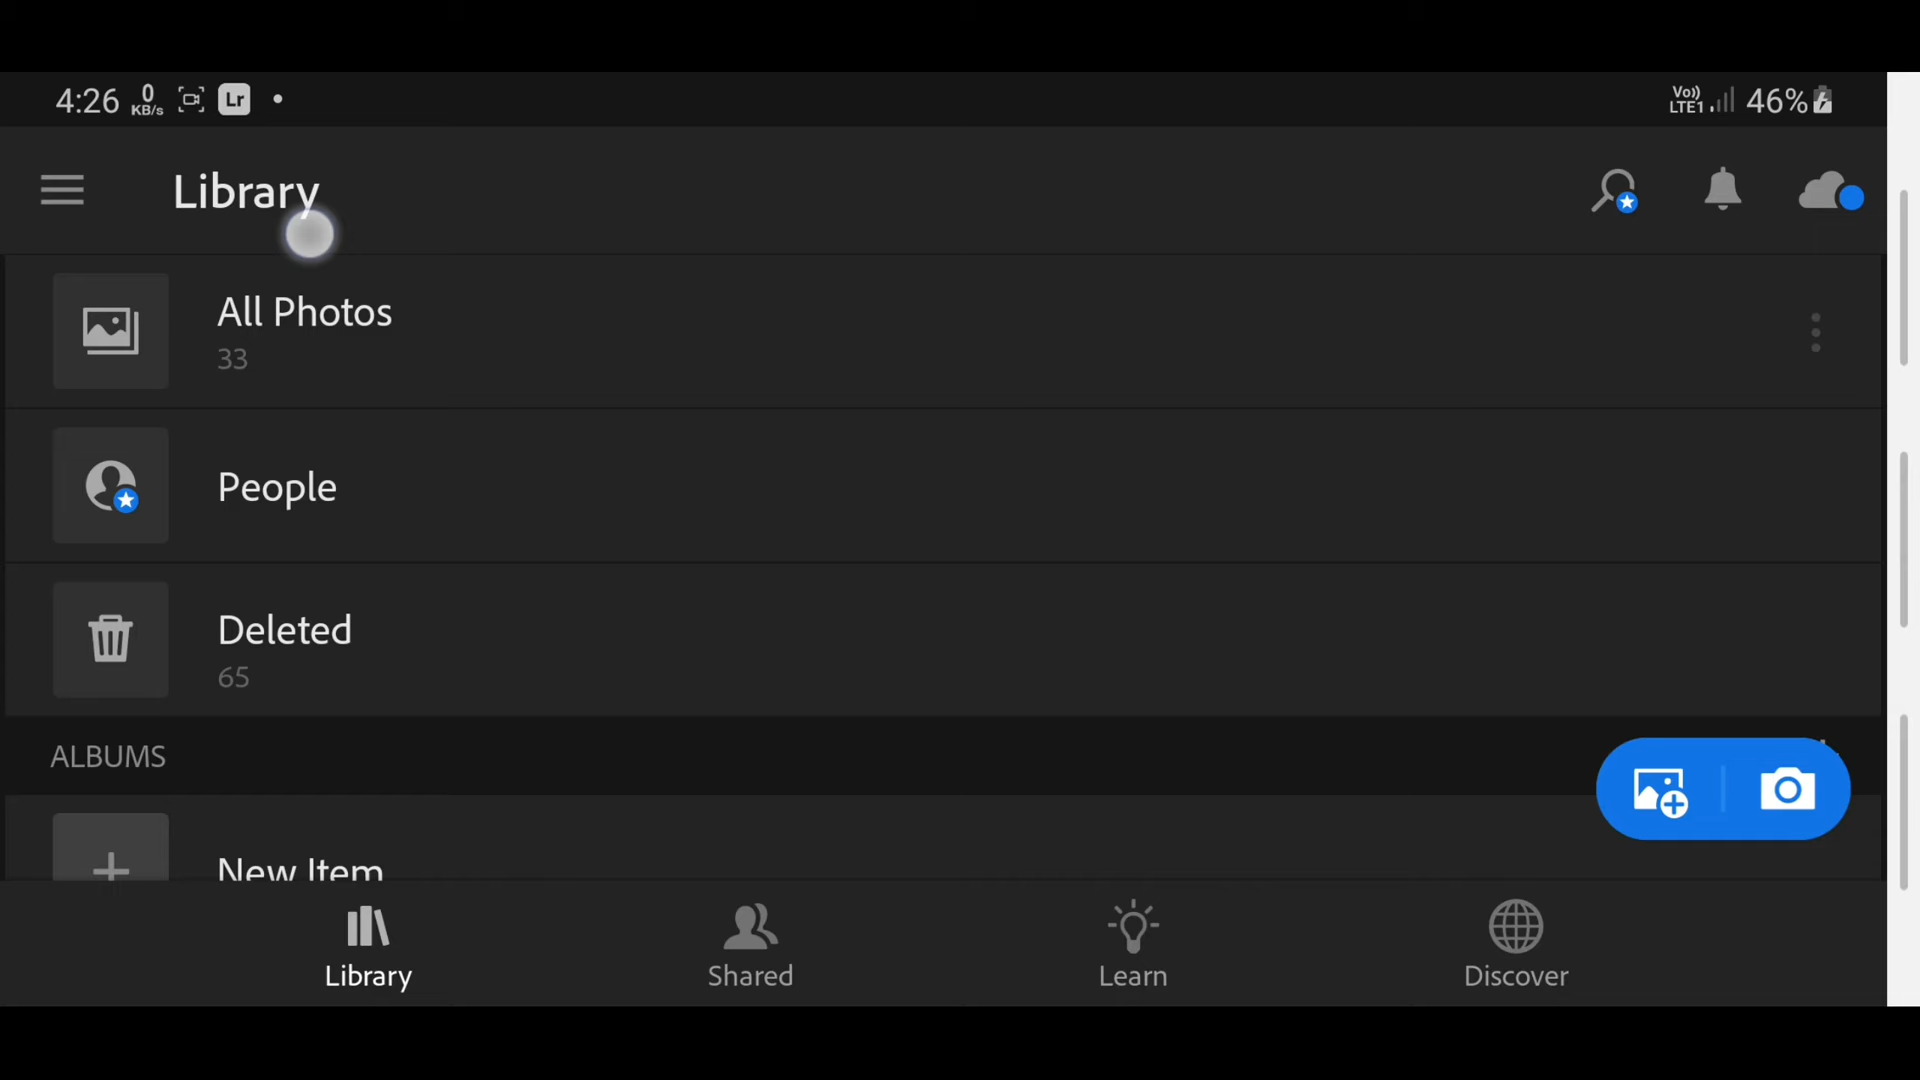 4:26 0 KB/s Lr Vo)) LTE1 46%
Library
All Photos
33
People
Deleted
65
ALBUMS
New Item
Library Shared Learn Discover